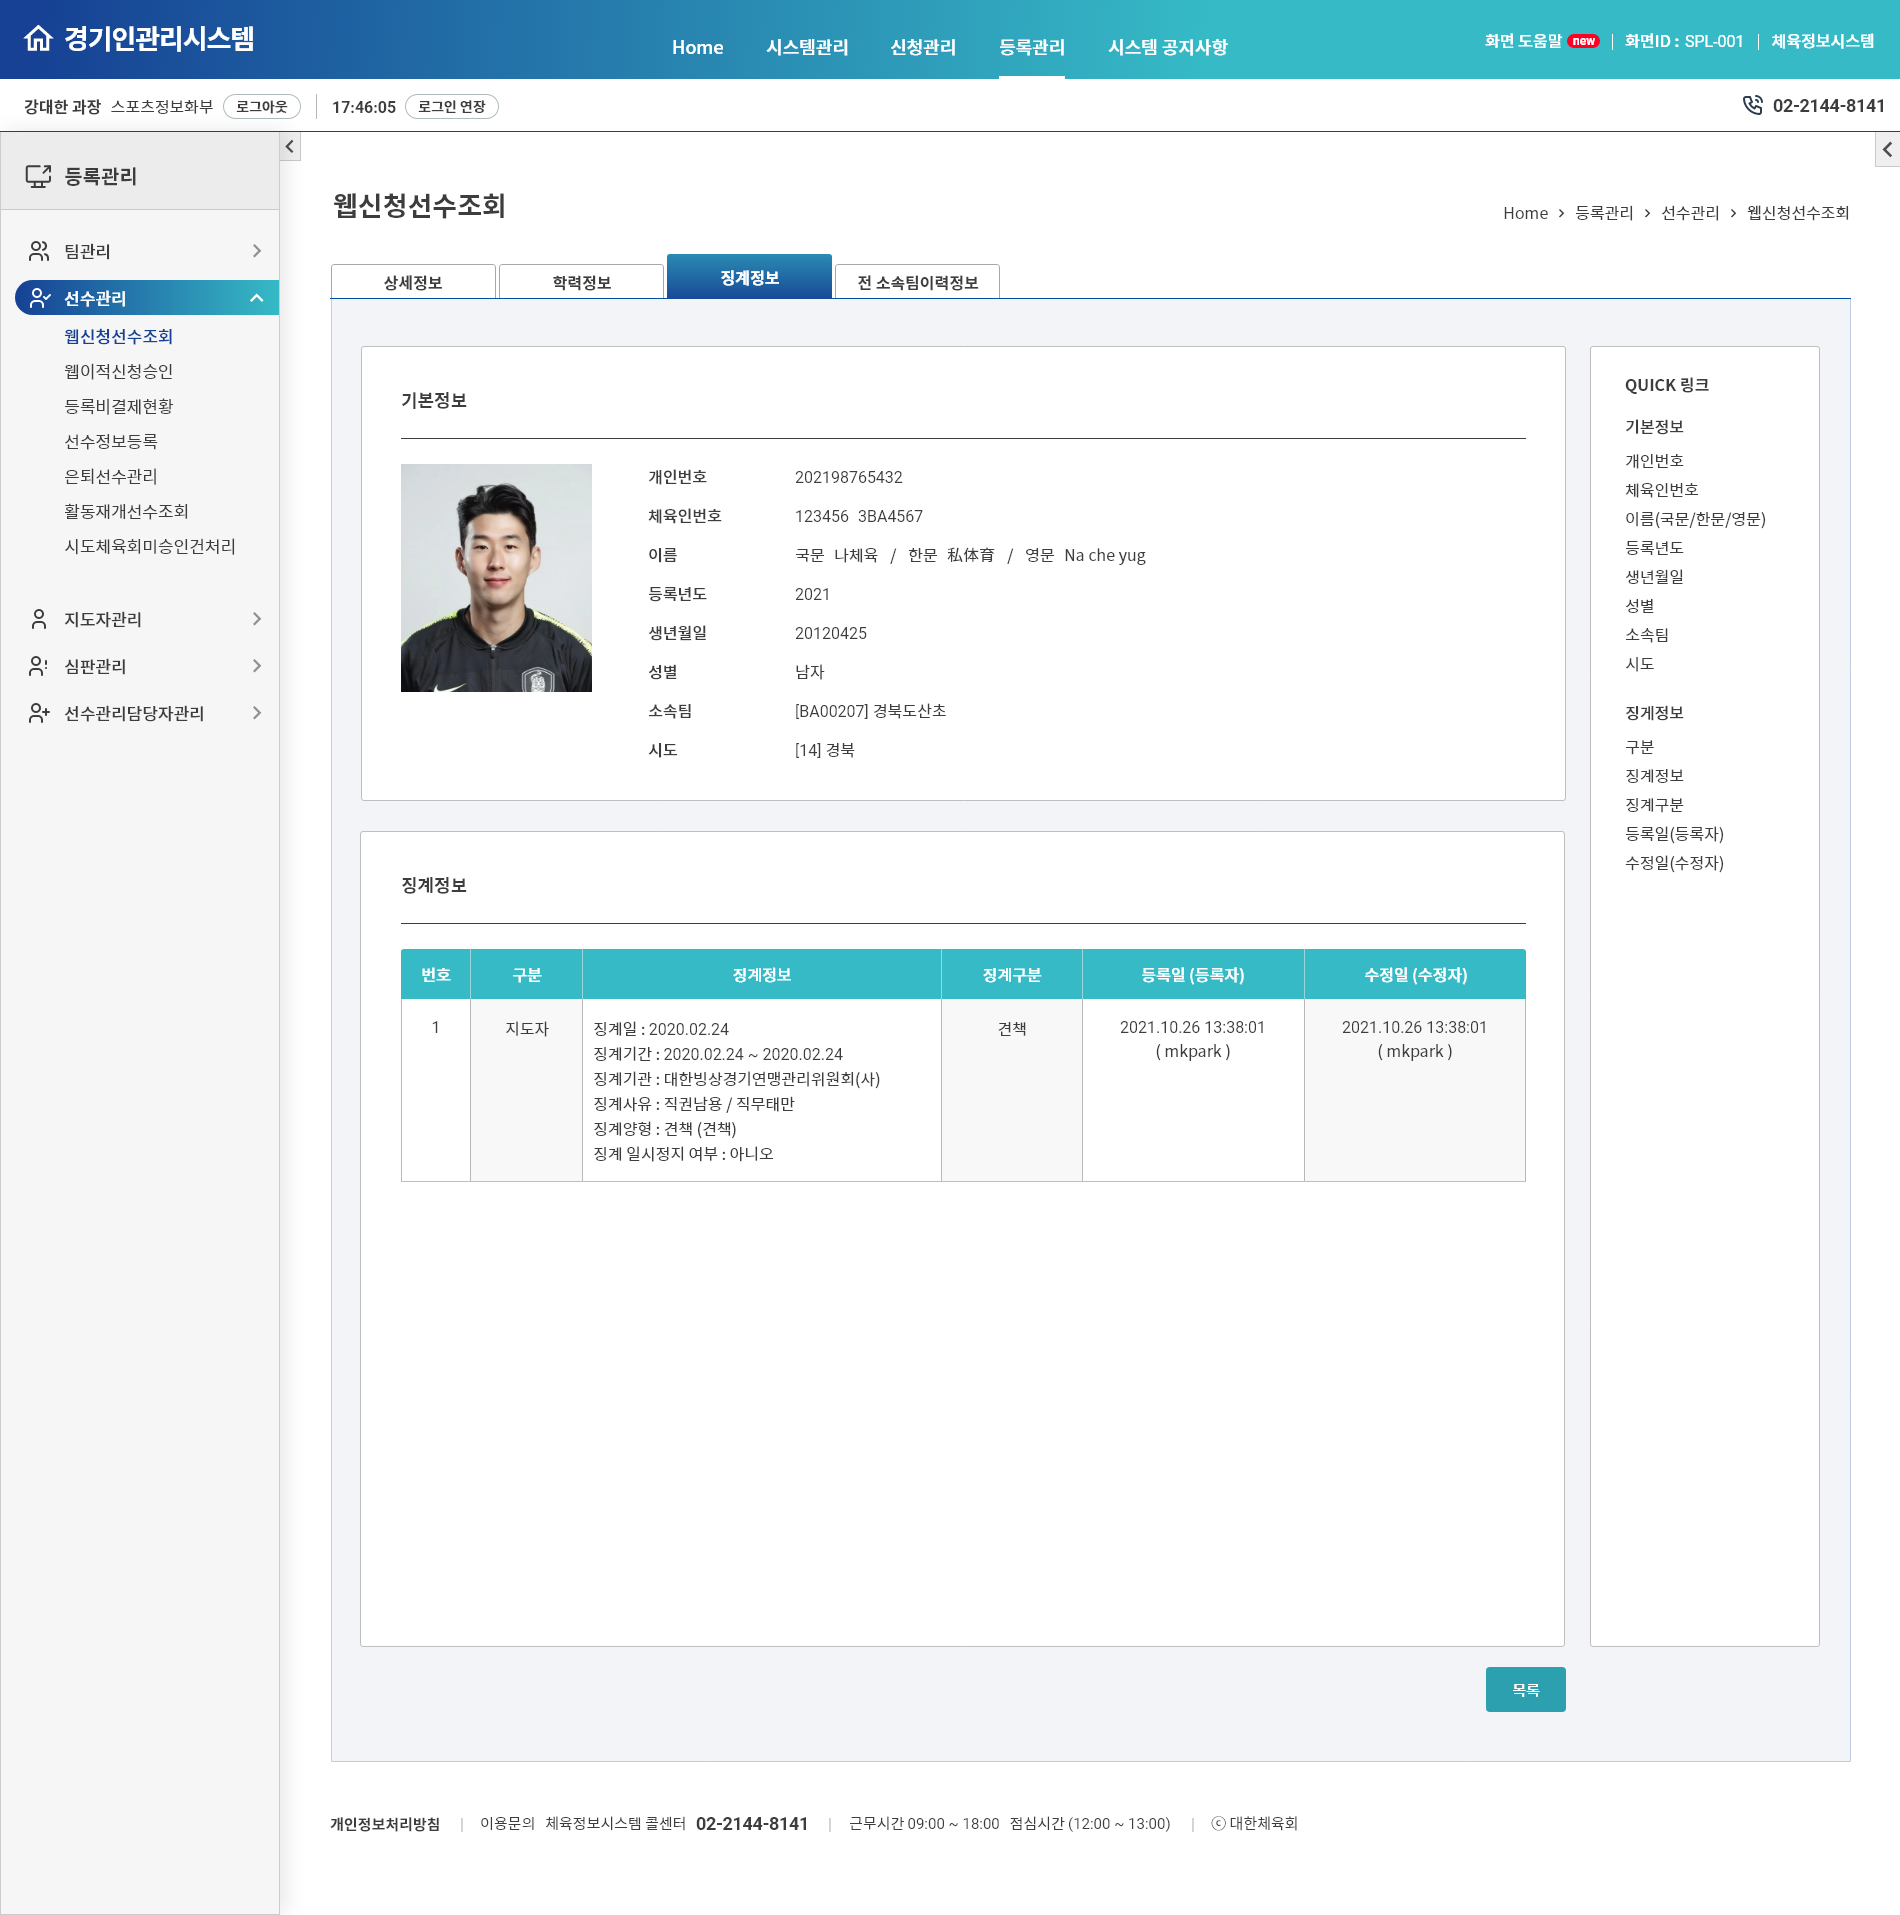 경기인관리시스템
Home 시스템관리 신청관리 등록관리 시스템 공지사항
화면 도움말 new 화면ID : SPL-001 체육정보시스템
강대한 과장 스포츠정보화부 로그아웃 17:46:05 로그인 연장
02-2144-8141
등록관리
팀관리
선수관리
웹신청선수조회
웹이적신청승인
등록비결제현황
선수정보등록
은퇴선수관리
활동재개선수조회
시도체육회미승인건처리
지도자관리
심판관리
선수관리담당자관리
웹신청선수조회
Home > 등록관리 > 선수관리 > 웹신청선수조회
상세정보 학력정보 징계정보 전 소속팀이력정보
기본정보
개인번호 202198765432
체육인번호 123456 3BA4567
이름 국문 나체육 / 한문 私体育 / 영문 Na che yug
등록년도 2021
생년월일 20120425
성별 남자
소속팀 [BA00207] 경북도산초
시도 [14] 경북
징계정보
번호 구분 징계정보 징계구분 등록일 (등록자) 수정일 (수정자)
1 지도자
징계일 : 2020.02.24
징계기간 : 2020.02.24 ~ 2020.02.24
징계기관 : 대한빙상경기연맹관리위원회(사)
징계사유 : 직권남용 / 직무태만
징계양형 : 견책 (견책)
징계 일시정지 여부 : 아니오
견책
2021.10.26 13:38:01
( mkpark )
2021.10.26 13:38:01
( mkpark )
QUICK 링크
기본정보
개인번호
체육인번호
이름(국문/한문/영문)
등록년도
생년월일
성별
소속팀
시도
징게정보
구분
징계정보
징계구분
등록일(등록자)
수정일(수정자)
목록
개인정보처리방침 | 이용문의 체육정보시스템 콜센터 02-2144-8141 | 근무시간 09:00 ~ 18:00 점심시간 (12:00 ~ 13:00) | ⓒ 대한체육회